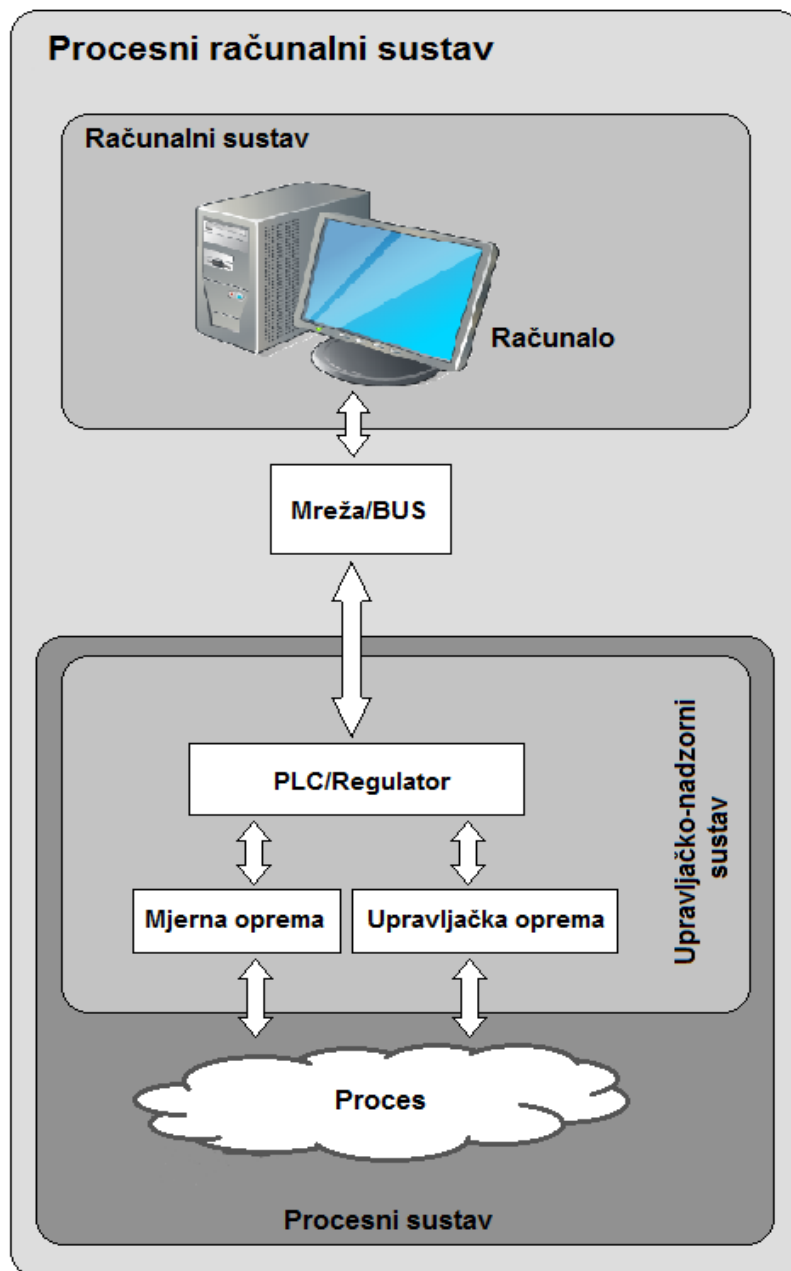 Procesni računalni sustav
Računalni sustav
Računalo
Mreža/BUS
PLC/Regulator
Upravljačko-nadzorni
sustav
Mjerna oprema
Upravljačka oprema
Proces
Procesni sustav